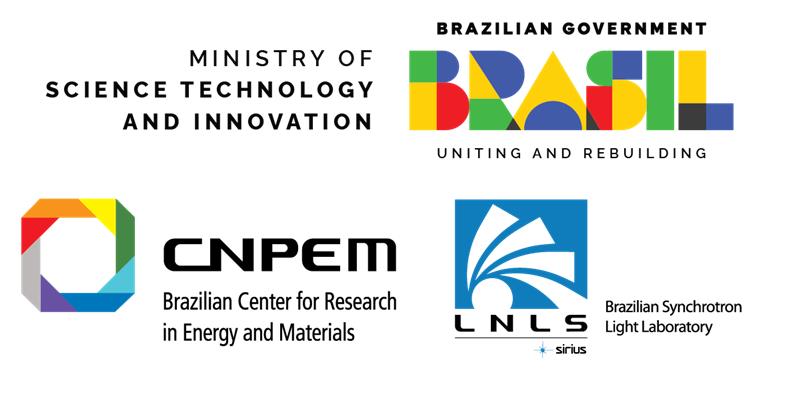 MINISTRY OF
SCIENCE TECHNOLOGY
AND INNOVATION
BRAZILIAN GOVERNMENT
BRASIL
UNITING AND REBUILDING
CNPEM
Brazilian Center for Research
in Energy and Materials
LNLS
sirius
Brazilian Synchrotron
Light Laboratory